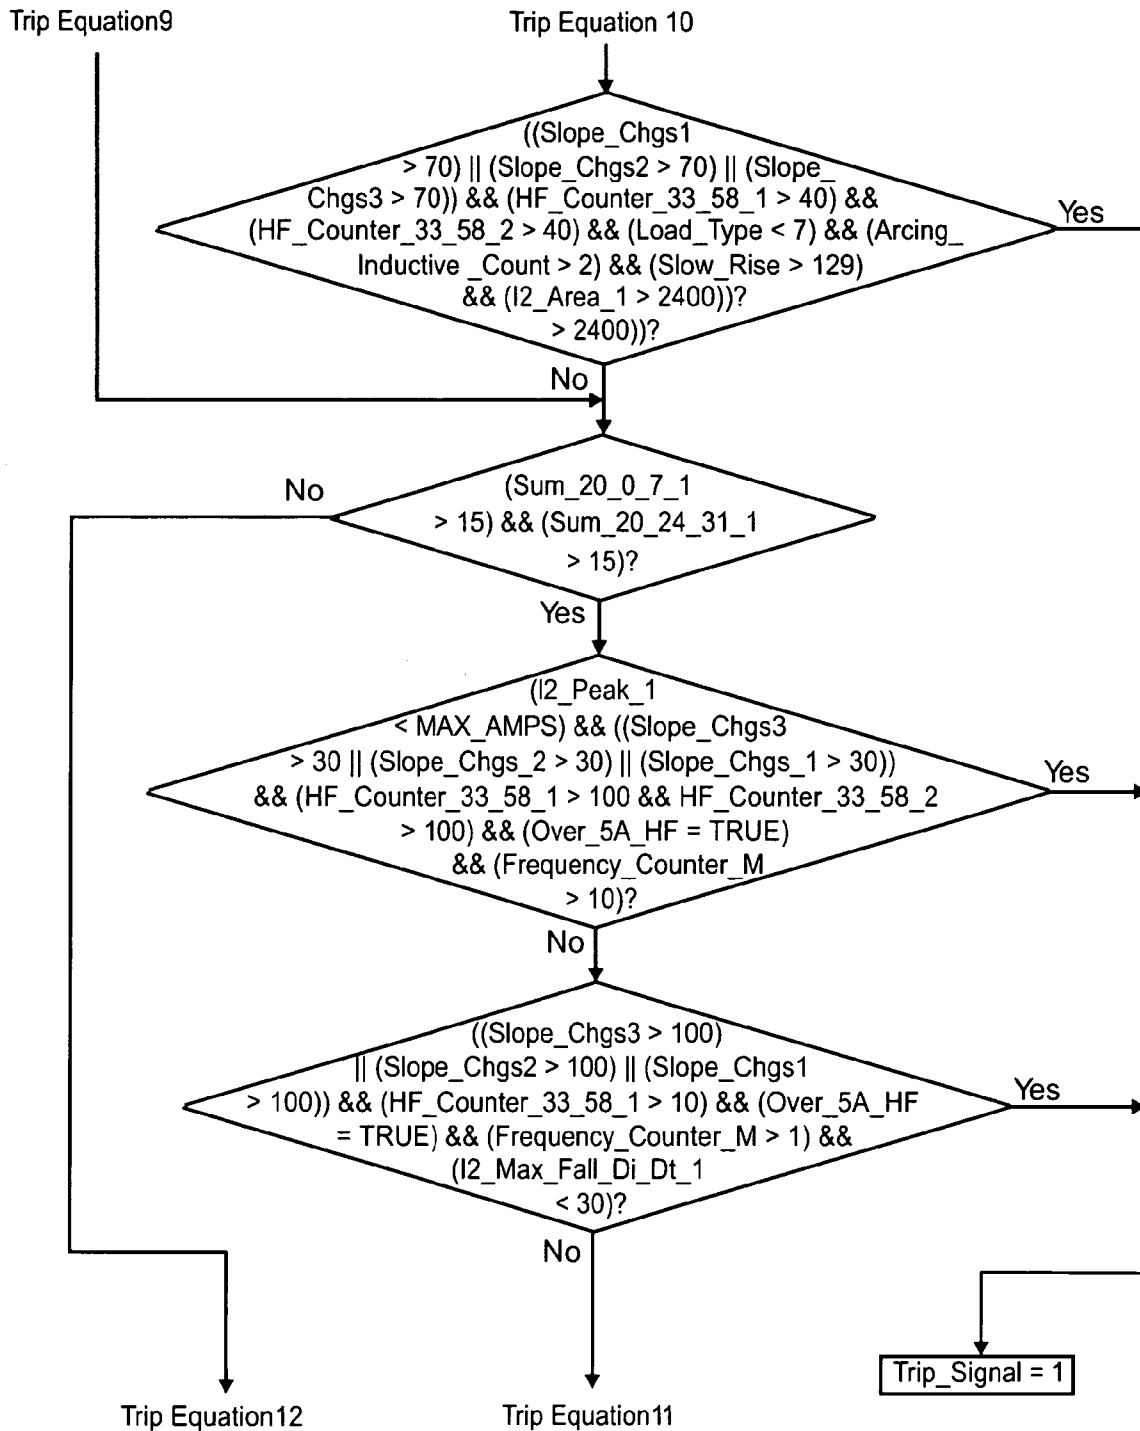 Trip Equation9
Trip Equation 10
((Slope_Chgs1
> 70) || (Slope_Chgs2 > 70) || (Slope_
Chgs3 > 70)) && (HF_Counter_33_58_1 > 40) &&
(HF_Counter_33_58_2 > 40) && (Load_Type < 7) && (Arcing_
Inductive _Count > 2) && (Slow_Rise > 129)
&& (I2_Area_1 > 2400))?
> 2400))?
Yes
No
(Sum_20_0_7_1
> 15) && (Sum_20_24_31_1
> 15)?
No
Yes
(I2_Peak_1
< MAX_AMPS) && ((Slope_Chgs3
> 30 || (Slope_Chgs_2 > 30) || (Slope_Chgs_1 > 30))
&& (HF_Counter_33_58_1 > 100 && HF_Counter_33_58_2
> 100) && (Over_5A_HF = TRUE)
&& (Frequency_Counter_M
> 10)?
Yes
No
((Slope_Chgs3 > 100)
|| (Slope_Chgs2 > 100) || (Slope_Chgs1
> 100)) && (HF_Counter_33_58_1 > 10) && (Over_5A_HF
= TRUE) && (Frequency_Counter_M > 1) &&
(I2_Max_Fall_Di_Dt_1
< 30)?
Yes
No
Trip_Signal = 1
Trip Equation12
Trip Equation11